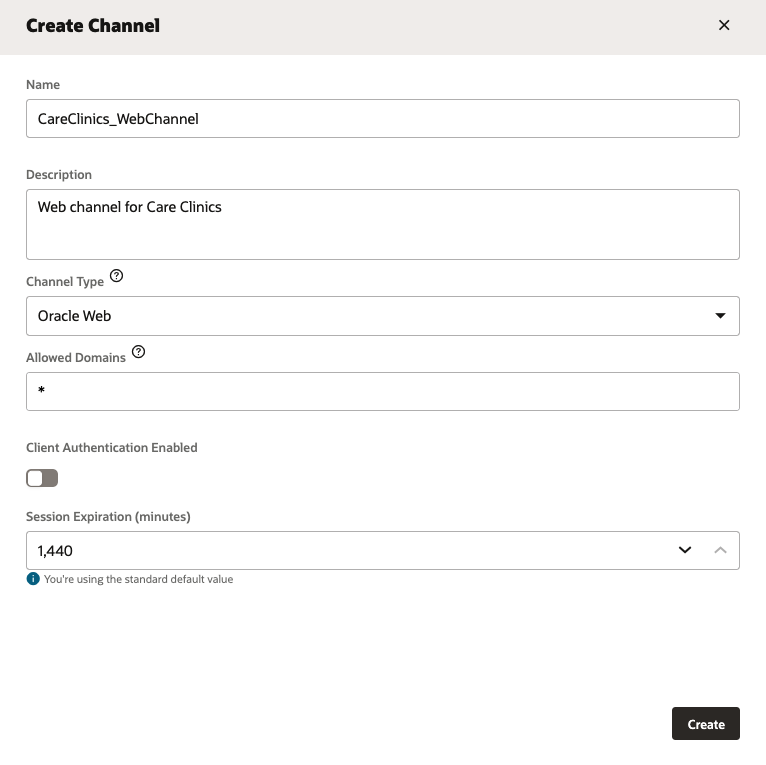 Create Channel
Name
CareClinics_WebChannel
Description
Web channel for Care Clinics
Channel Type ?
Oracle Web
Allowed Domains ?
*
Client Authentication Enabled
Session Expiration (minutes)
1,440
i You're using the standard default value
Create